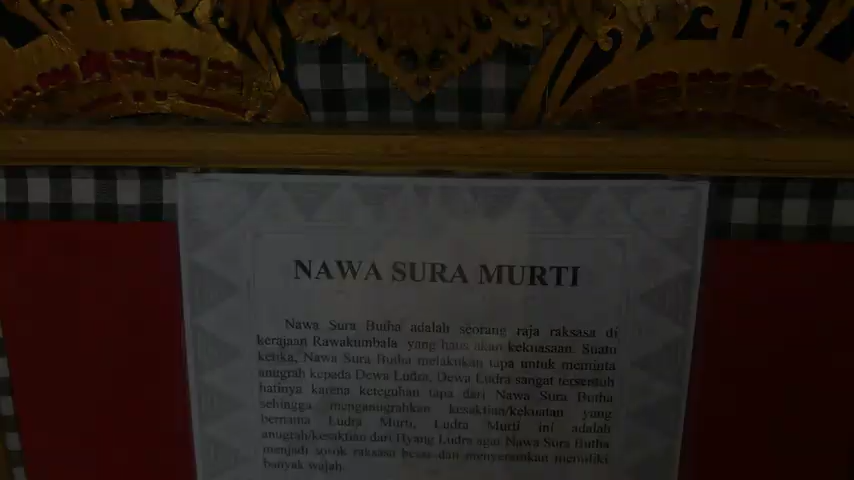 NAWA SURA MURTI
Nawa Sura Butha adalah seorang raja raksasa di
kerajaan Rawakumbala yang haus akan kekuasaan. Suatu
ketika, Nawa Sura Butha melakukan tapa untuk meminta
anugrah kepada Dewa Ludra, Dewa Ludra sangat tersentuh
hatinya karena keteguhan tapa dari Nawa Sura Butha
sehingga menganugrahkan kesaktian/kekuatan yang
bernama Ludra Murti, Ludra Murti ini adalah
anugrah/kesaktian dari Hyang Ludra agar Nawa Sura Butha
menjadi sosok raksasa besar dan menyeramkan memiliki
banyak wajah.